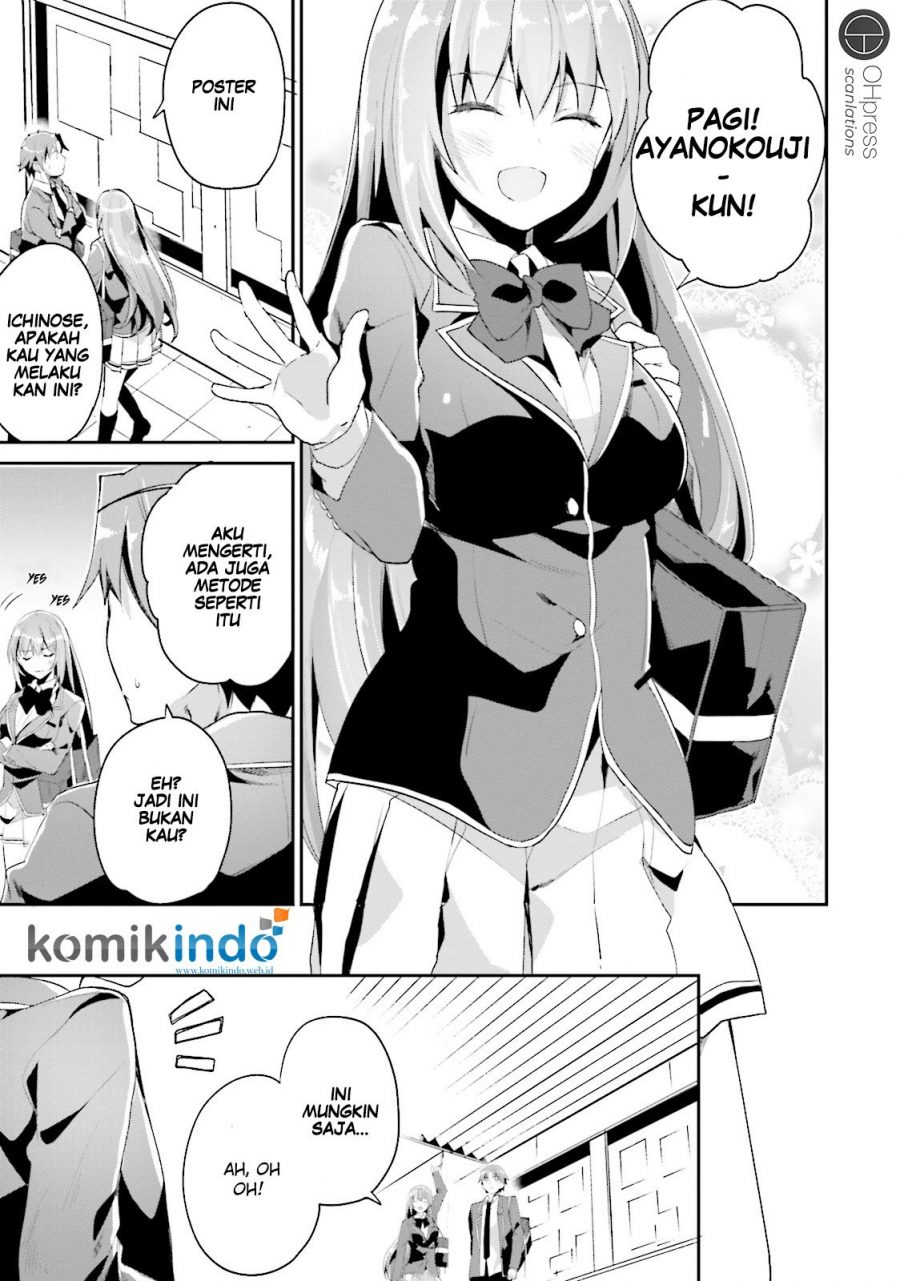 OHpress
scanlations
PAGI!
AYANOKOUJI
-
KUN!
POSTER
INI
ICHINOSE,
APAKAH
KAU YANG
MELAKU
KAN INI?
AKU
MENGERTI,
ADA JUGA
METODE
SEPERTI
ITU
YES
YES
EH?
JADI INI
BUKAN
KAU?
komikindo
www.komikindo.web.id
INI
MUNGKIN
SAJA...
AH, OH
OH!